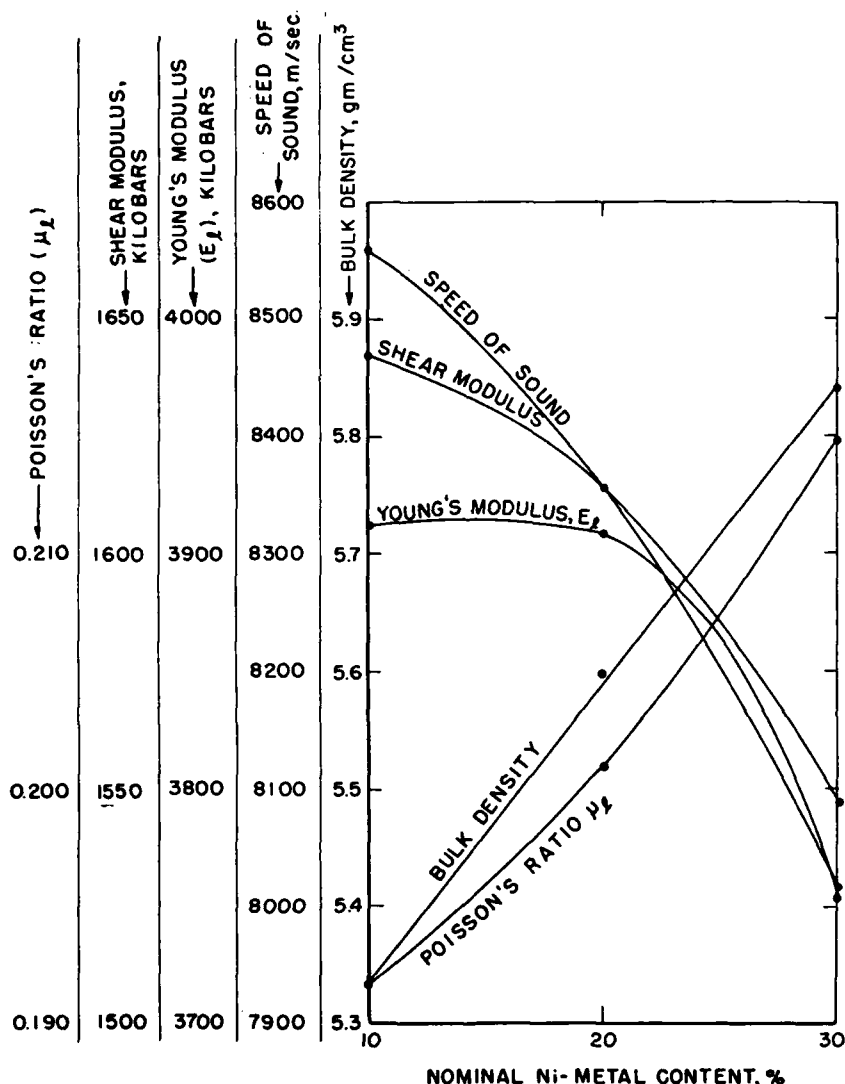 POISSON'S RATIO (μℓ)
SHEAR MODULUS,
KILOBARS
YOUNG'S MODULUS
(Eℓ), KILOBARS
SPEED OF
SOUND, m/sec.
BULK DENSITY, gm/cm³
8600
1650 4000 8500 5.9
8400 5.8
0.210 1600 3900 8300 5.7
8200 5.6
0.200 1550 3800 8100 5.5
8000 5.4
0.190 1500 3700 7900 5.3
SPEED OF SOUND
SHEAR MODULUS
YOUNG'S MODULUS, Eℓ
BULK DENSITY
POISSON'S RATIO μℓ
10 20 30
NOMINAL Ni-METAL CONTENT, %